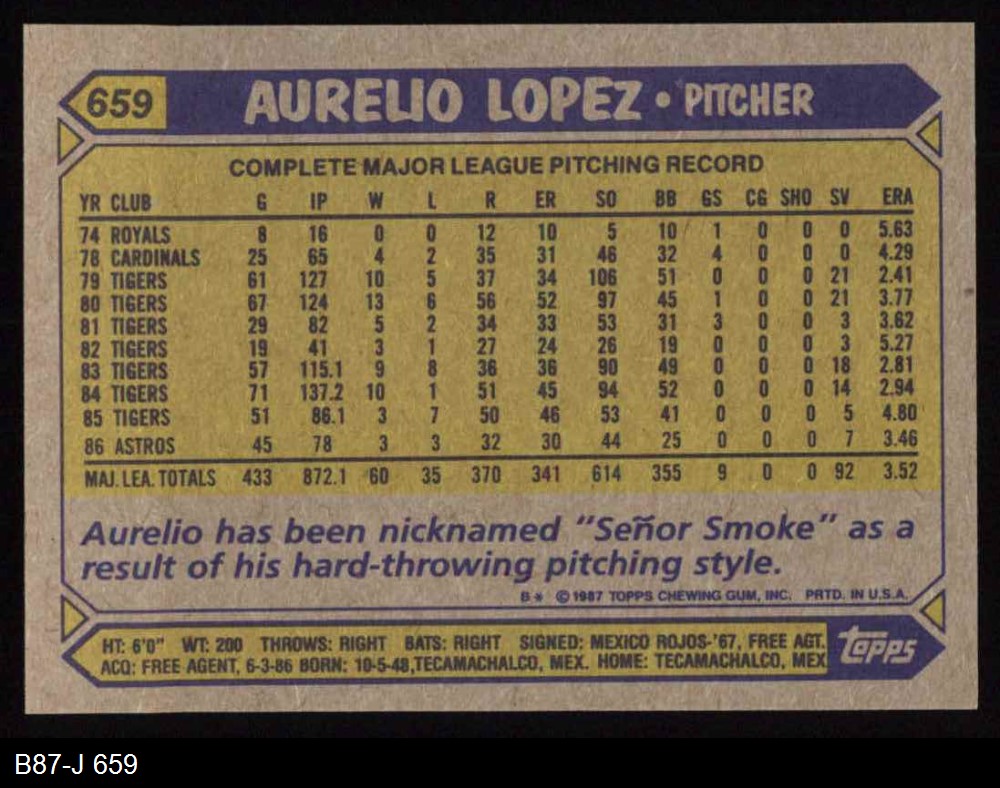 659 AURELIO LOPEZ • PITCHER
COMPLETE MAJOR LEAGUE PITCHING RECORD
YR CLUB G IP W L R ER SO BB GS CG SHO SV ERA
74 ROYALS 8 16 0 0 12 10 5 10 1 0 0 0 5.63
78 CARDINALS 25 65 4 2 35 31 46 32 4 0 0 0 4.29
79 TIGERS 61 127 10 5 37 34 106 51 0 0 0 21 2.41
80 TIGERS 67 124 13 6 56 52 97 45 1 0 0 21 3.77
81 TIGERS 29 82 5 2 34 33 53 31 3 0 0 3 3.62
82 TIGERS 19 41 3 1 27 24 26 19 0 0 0 3 5.27
83 TIGERS 57 115.1 9 8 36 36 90 49 0 0 0 18 2.81
84 TIGERS 71 137.2 10 1 51 45 94 52 0 0 0 14 2.94
85 TIGERS 51 86.1 3 7 50 46 53 41 0 0 0 5 4.80
86 ASTROS 45 78 3 3 32 30 44 25 0 0 0 7 3.46
MAJ. LEA. TOTALS 433 872.1 60 35 370 341 614 355 9 0 0 92 3.52
Aurelio has been nicknamed "Señor Smoke" as a
result of his hard-throwing pitching style.
B* © 1987 TOPPS CHEWING GUM, INC. PRTD. IN U.S.A.
HT: 6'0" WT: 200 THROWS: RIGHT BATS: RIGHT SIGNED: MEXICO ROJOS-'67, FREE AGT.
ACQ: FREE AGENT, 6-3-86 BORN: 10-5-48, TECAMACHALCO, MEX. HOME: TECAMACHALCO, MEX
topps
B87-J 659